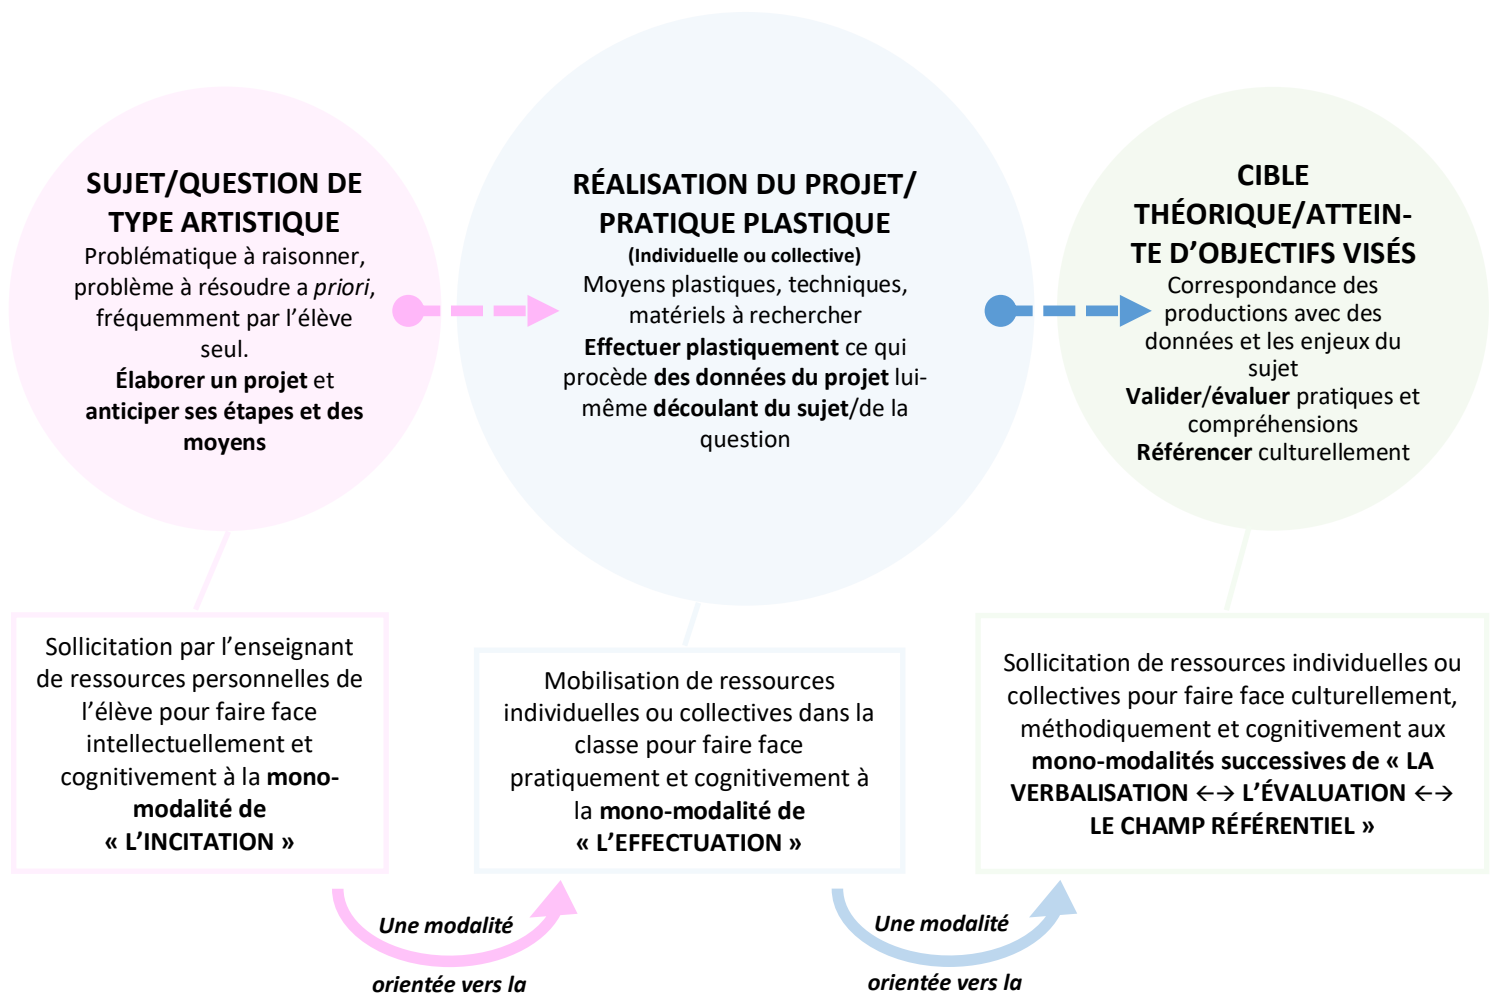 SUJET/QUESTION DE
TYPE ARTISTIQUE
Problématique à raisonner,
problème à résoudre a priori,
fréquemment par l’élève
seul.
Élaborer un projet et
anticiper ses étapes et des
moyens
RÉALISATION DU PROJET/
PRATIQUE PLASTIQUE
(Individuelle ou collective)
Moyens plastiques, techniques,
matériels à rechercher
Effectuer plastiquement ce qui
procède des données du projet lui-
même découlant du sujet/de la
question
CIBLE
THÉORIQUE/ATTEIN-
TE D’OBJECTIFS VISÉS
Correspondance des
productions avec des
données et les enjeux du
sujet
Valider/évaluer pratiques et
compréhensions
Référencer culturellement
Sollicitation par l’enseignant
de ressources personnelles de
l’élève pour faire face
intellectuellement et
cognitivement à la mono-
modalité de
« L’INCITATION »
Mobilisation de ressources
individuelles ou collectives dans la
classe pour faire face
pratiquement et cognitivement à
la mono-modalité de
« L’EFFECTUATION »
Sollicitation de ressources individuelles ou
collectives pour faire face culturellement,
méthodiquement et cognitivement aux
mono-modalités successives de « LA
VERBALISATION ←→ L’ÉVALUATION ←→
LE CHAMP RÉFÉRENTIEL »
Une modalité
orientée vers la
Une modalité
orientée vers la